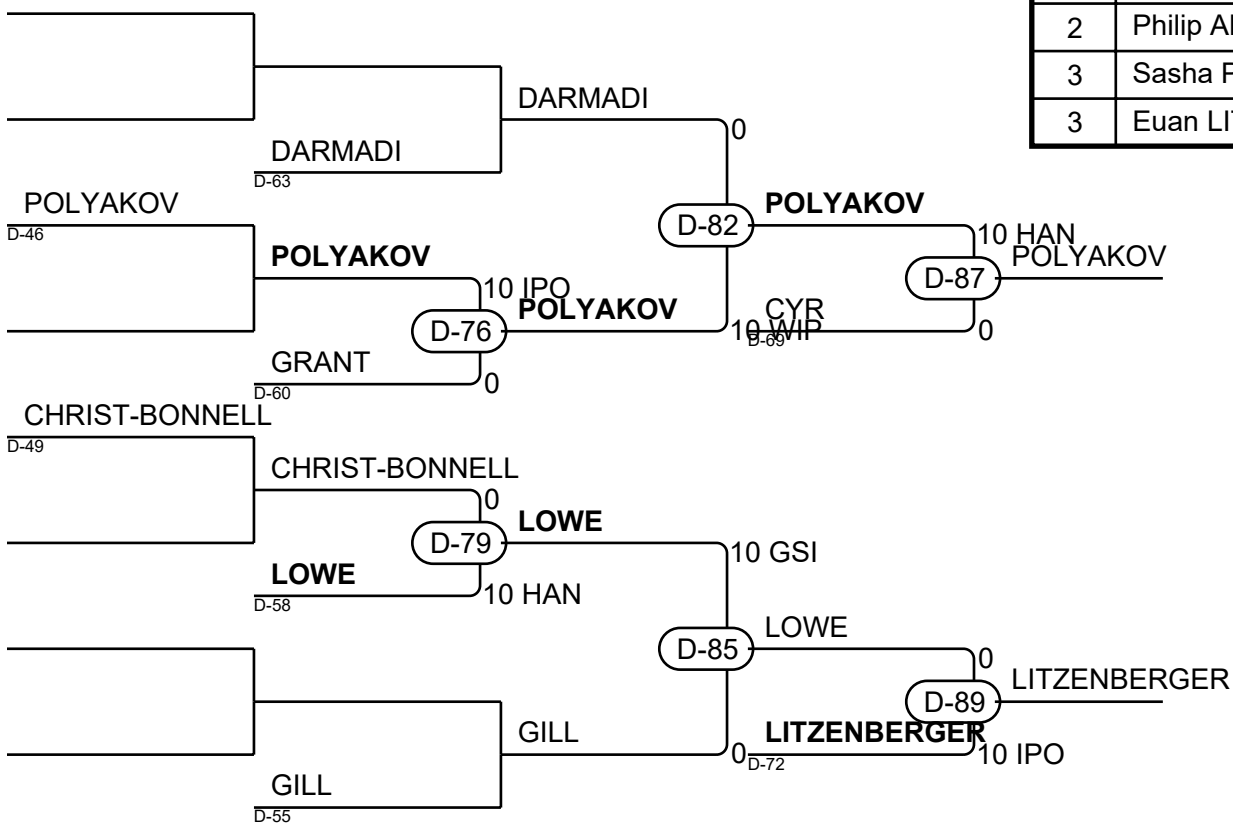 2 Philip Al
3 Sasha P
3 Euan LI
DARMADI
0
DARMADI
D-63
POLYAKOV
D-46
D-82
POLYAKOV
10 HAN
POLYAKOV
POLYAKOV
10 IPO
D-87
POLYAKOV
CYR
D-76
10 WIP
D-69
0
GRANT
D-60
0
CHRIST-BONNELL
D-49
CHRIST-BONNELL
0
LOWE
D-79
10 GSI
LOWE
D-58
10 HAN
LOWE
D-85
0
LITZENBERGER
D-89
GILL
LITZENBERGER
0
D-72
10 IPO
GILL
D-55